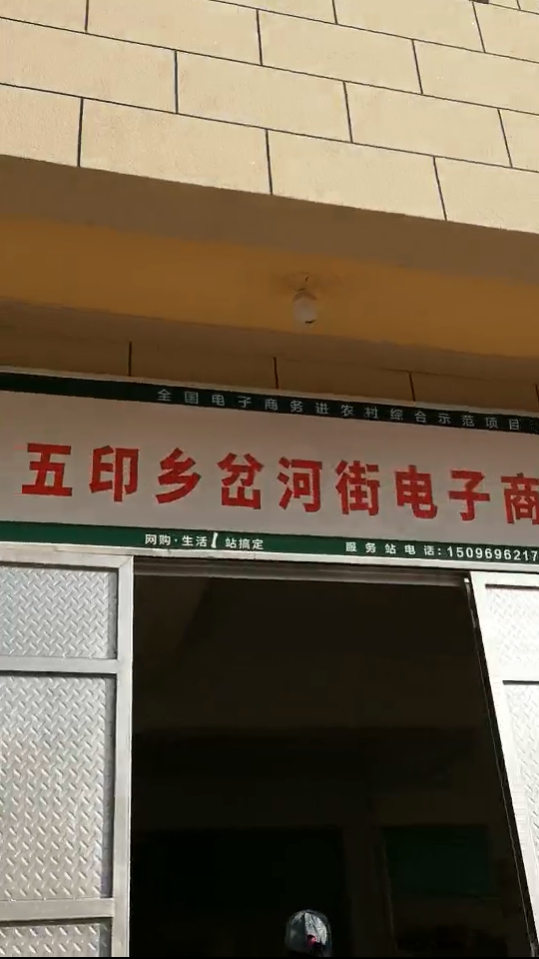 全国电子商务进农村综合示范项目
五印乡岔河街电子商
网购·生活1站搞定 服务站电话:1509696217